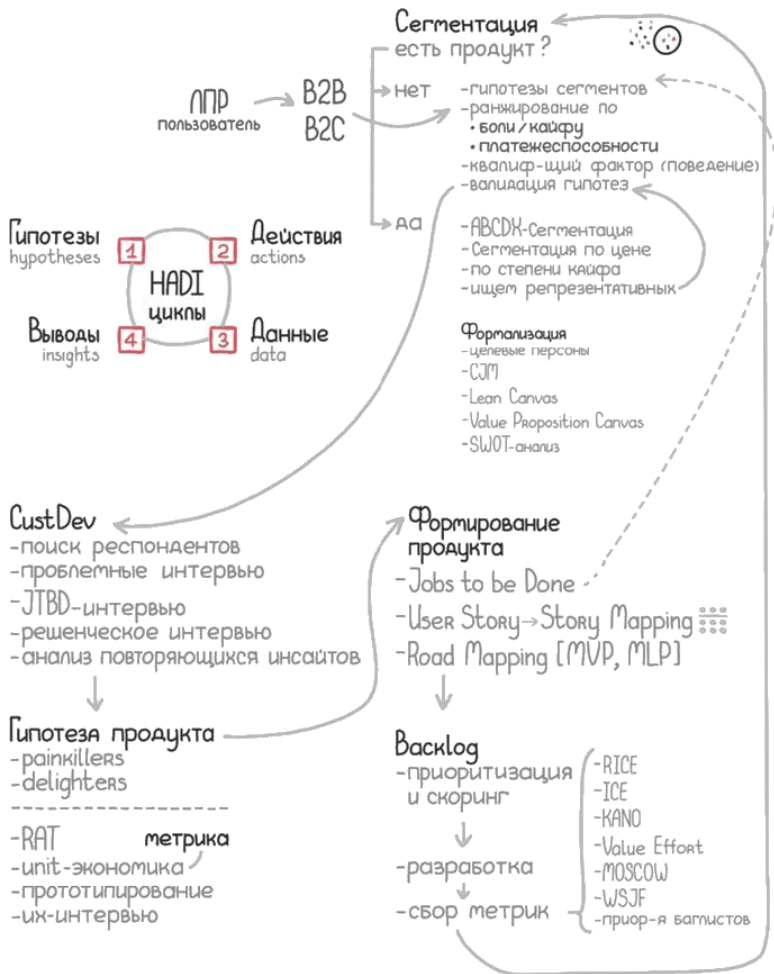 Сегментация
есть продукт?
ЛПР
пользователь
B2B
B2C
нет
-гипотезы сегментов
-ранжирование по
•боли/кайфу
•платежеспособности
-квалиф-щий фактор (поведение)
-валидация гипотез
да
-ABCDX-Сегментация
-Сегментация по цене
-по степени кайфа
-ищем репрезентативных
Гипотезы
hypotheses
1
2
Действия
actions
HADI
циклы
Выводы
insights
4
3
Данные
data
Формализация
-целевые персоны
-CJM
-Lean Canvas
-Value Proposition Canvas
-SWOT-анализ
CustDev
-поиск респондентов
-проблемные интервью
-JTBD-интервью
-решенческое интервью
-анализ повторяющихся инсайтов
Гипотеза продукта
-painkillers
-delighters
-RAT
метрика
-unit-экономика
-прототипирование
-их-интервью
Формирование
продукта
-Jobs to be Done
-User Story→Story Mapping
-Road Mapping [MVP, MLP]
Backlog
-приоритизация
и скоринг
-разработка
-сбор метрик
-RICE
-ICE
-KANO
-Value Effort
-MOSCOW
-WSJF
-приор-я баглистов